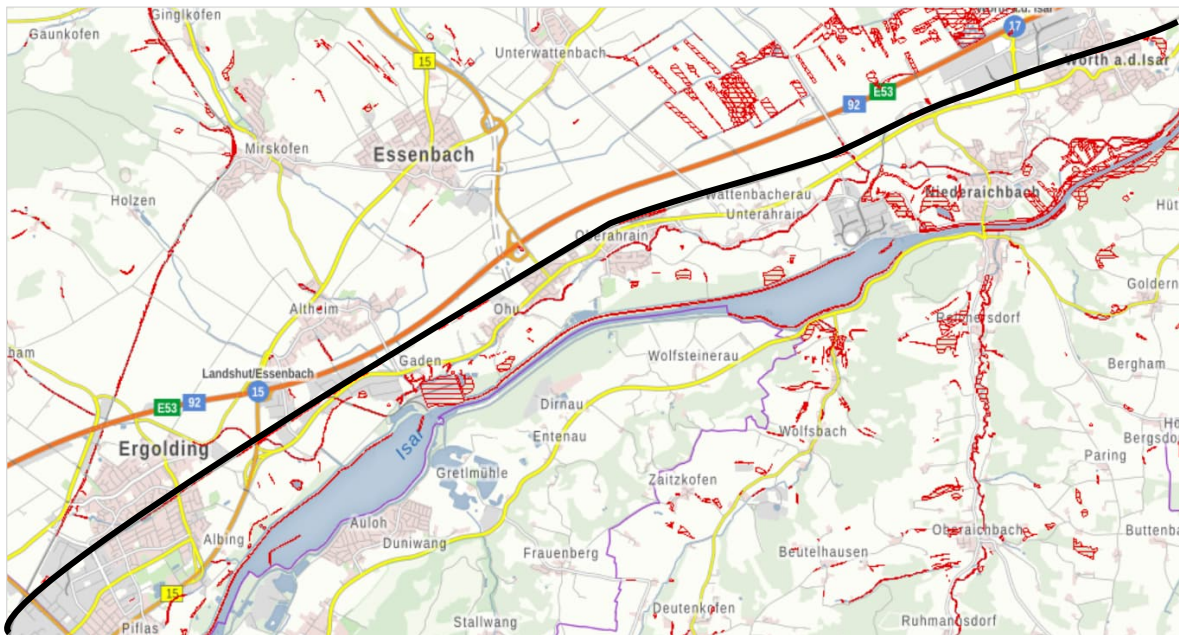 Ginglkofen
Gaunkofen
15
Unterwattenbach
17
Wörth a.d.Isar
E53
92
Mirskofen
Essenbach
Holzen
Wattenbacherau
Niederaichbach
Unterahrain
Oberahrain
Altheim
Ohu
Goldern
Gaden
Wolfsteinerau
Bergham
Landshut/Essenbach
15
E53
92
Dirnau
Wolfsbach
Ergolding
Isar
Entenau
Paring
Gretlmühle
Zaitzkofen
Auloh
Albing
Duniwang
Oberaichbach
Frauenberg
Beutelhausen
15
Deutenkofen
Piflas
Stallwang
Ruhmannsdorf